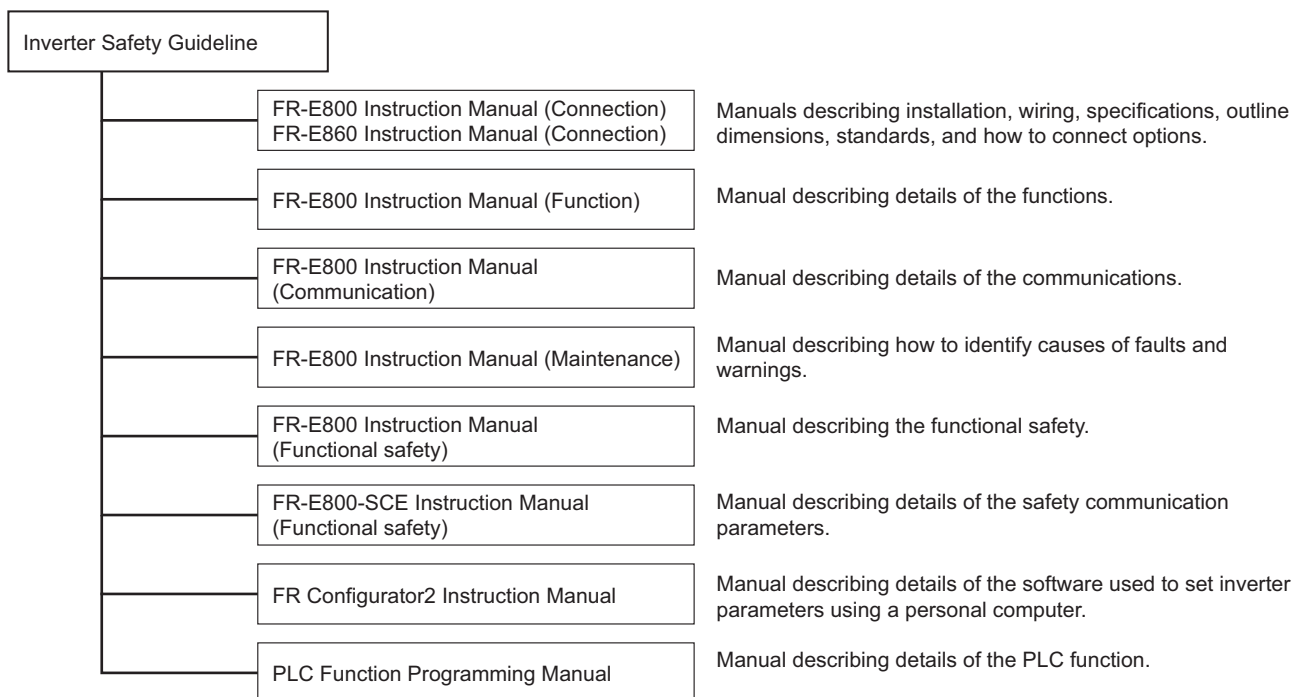 Inverter Safety Guideline
FR-E800 Instruction Manual (Connection)
FR-E860 Instruction Manual (Connection)
Manuals describing installation, wiring, specifications, outline
dimensions, standards, and how to connect options.
FR-E800 Instruction Manual (Function)
Manual describing details of the functions.
FR-E800 Instruction Manual
(Communication)
Manual describing details of the communications.
FR-E800 Instruction Manual (Maintenance)
Manual describing how to identify causes of faults and
warnings.
FR-E800 Instruction Manual
(Functional safety)
Manual describing the functional safety.
FR-E800-SCE Instruction Manual
(Functional safety)
Manual describing details of the safety communication
parameters.
FR Configurator2 Instruction Manual
Manual describing details of the software used to set inverter
parameters using a personal computer.
PLC Function Programming Manual
Manual describing details of the PLC function.